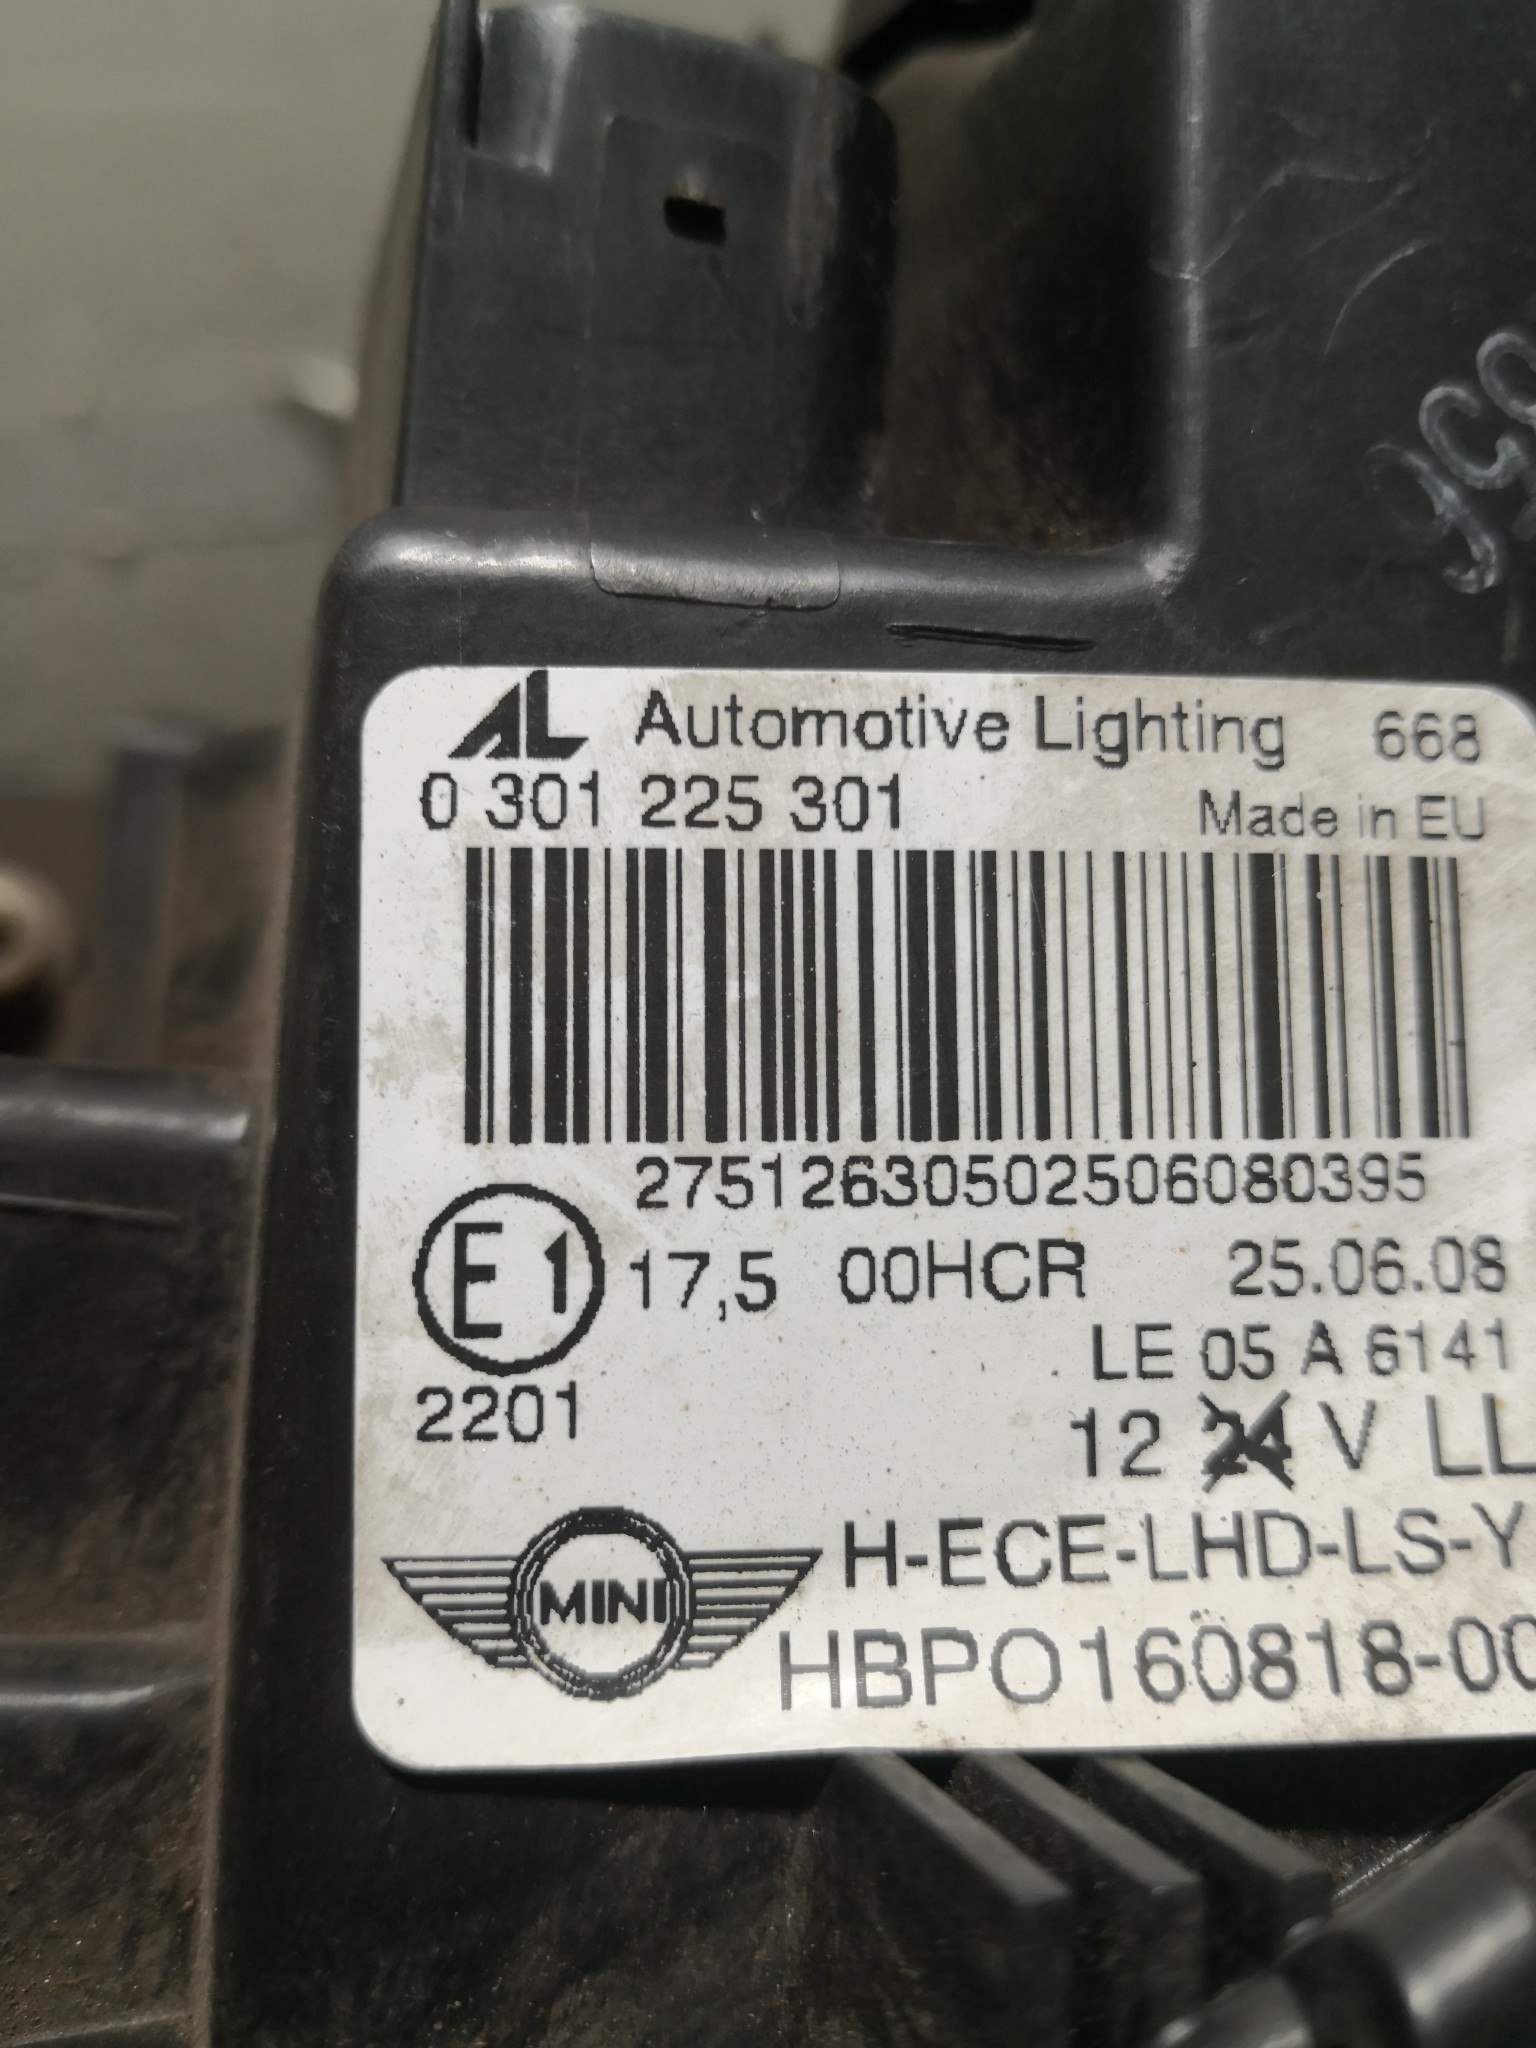 AL Automotive Lighting 668
0 301 225 301 Made in EU
27512630502506080395
E1 17,5 00HCR 25.06.08
2201
LE 05 A 6141
12 24 V LL
H-ECE-LHD-LS-Y
MINI
HBPO160818-00